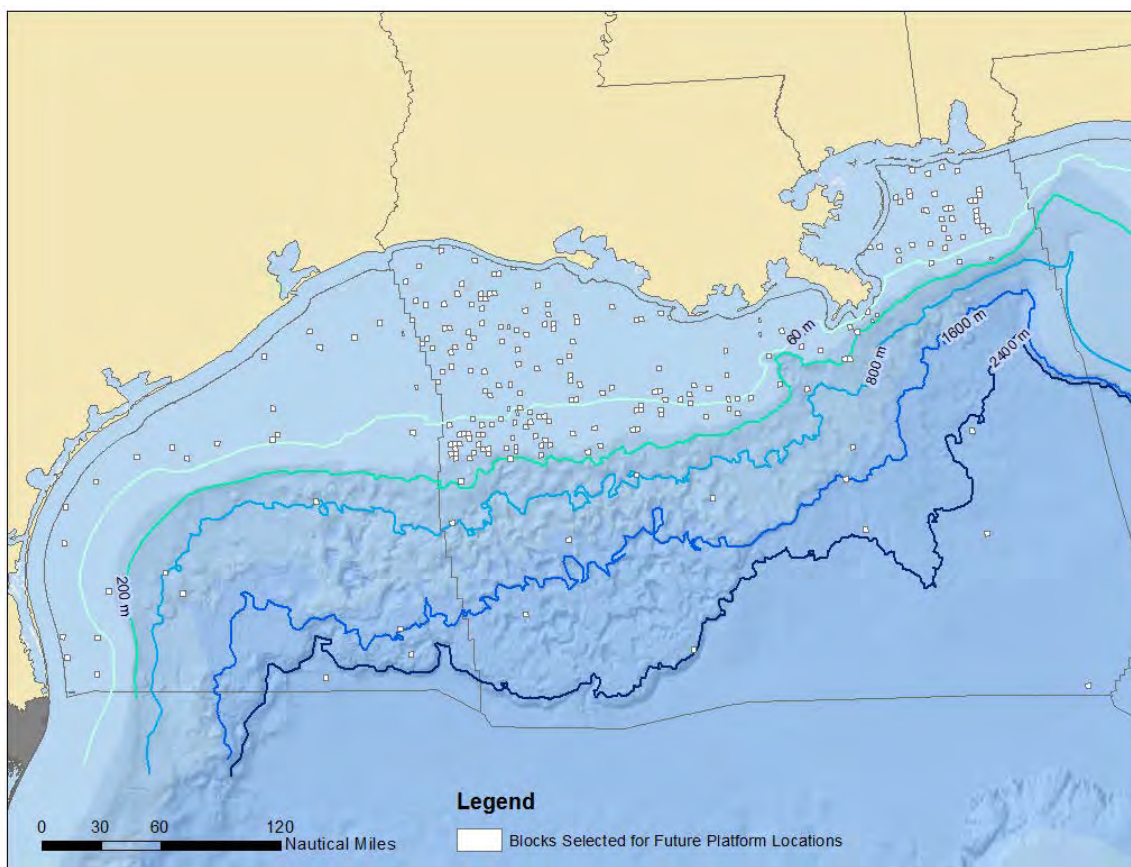 60 m
1600 m
2400 m
800 m
200 m
Legend
0 30 60 120
Nautical Miles
Blocks Selected for Future Platform Locations